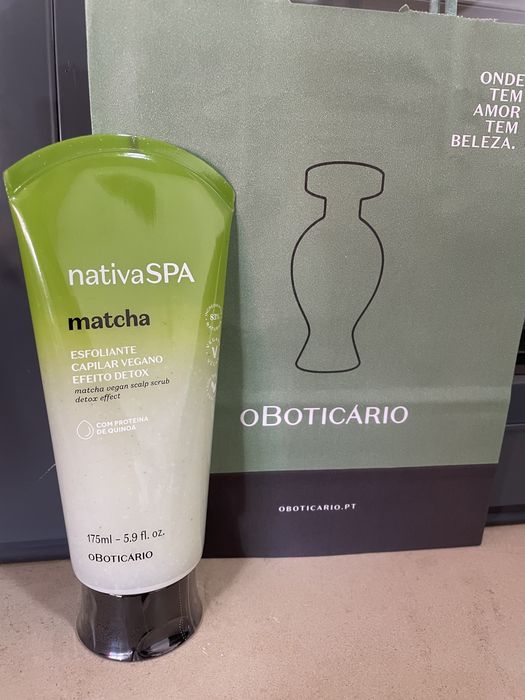 ONDE
TEM
AMOR
TEM
BELEZA.
oBOTICÁRIO
OBOTICARIO.PT
nativaSPA
matcha
ESFOLIANTE
CAPILAR VEGANO
EFEITO DETOX
matcha vegan scalp scrub
detox effect
COM PROTEÍNA
DE QUINOA
175ml – 5.9 fl. oz.
oBOTICÁRIO